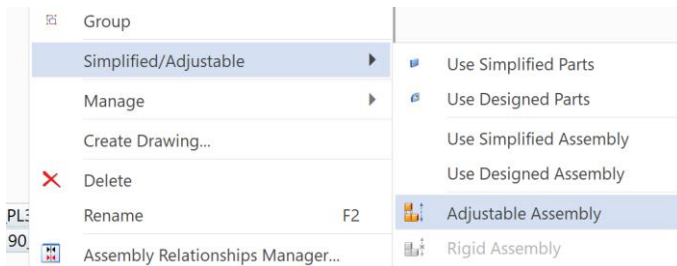 Group
Simplified/Adjustable
Manage
Create Drawing...
Delete
Rename F2
Assembly Relationships Manager...
PL3
90
Use Simplified Parts
Use Designed Parts
Use Simplified Assembly
Use Designed Assembly
Adjustable Assembly
Rigid Assembly